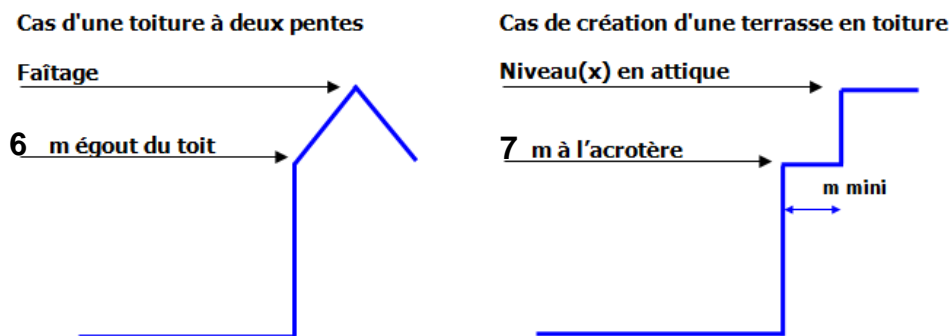 Cas d'une toiture à deux pentes
Faîtage
6 m égout du toit
Cas de création d'une terrasse en toiture
Niveau(x) en attique
7 m à l’acrotère
m mini